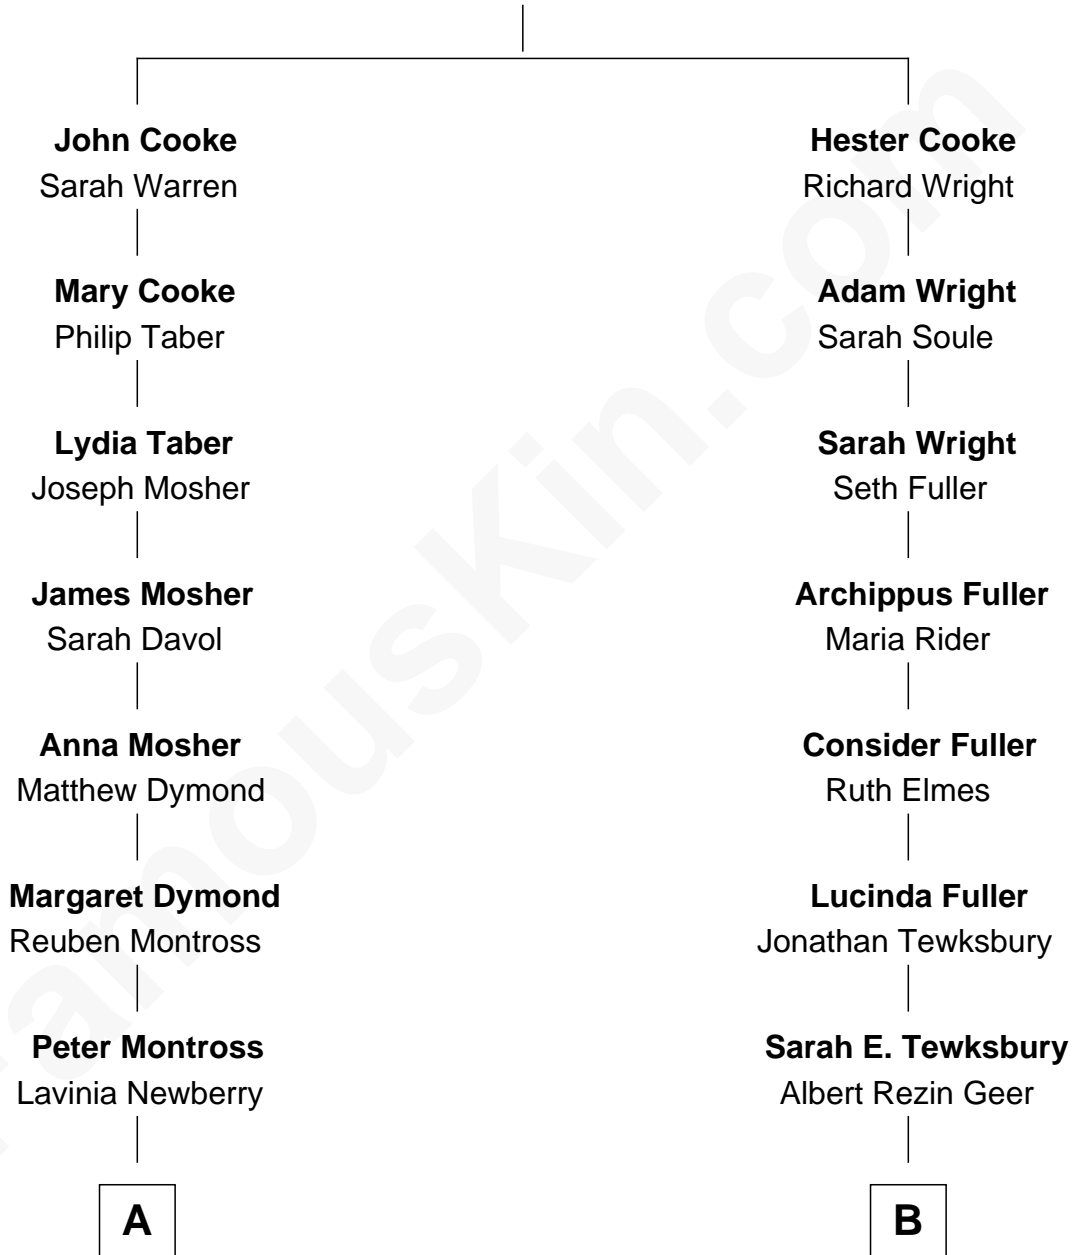 John Cooke
Sarah Warren
Mary Cooke
Philip Taber
Lydia Taber
Joseph Mosher
James Mosher
Sarah Davol
Anna Mosher
Matthew Dymond
Margaret Dymond
Reuben Montross
Peter Montross
Lavinia Newberry
A
Hester Cooke
Richard Wright
Adam Wright
Sarah Soule
Sarah Wright
Seth Fuller
Archippus Fuller
Maria Rider
Consider Fuller
Ruth Elmes
Lucinda Fuller
Jonathan Tewksbury
Sarah E. Tewksbury
Albert Rezin Geer
B
FamousKin.com